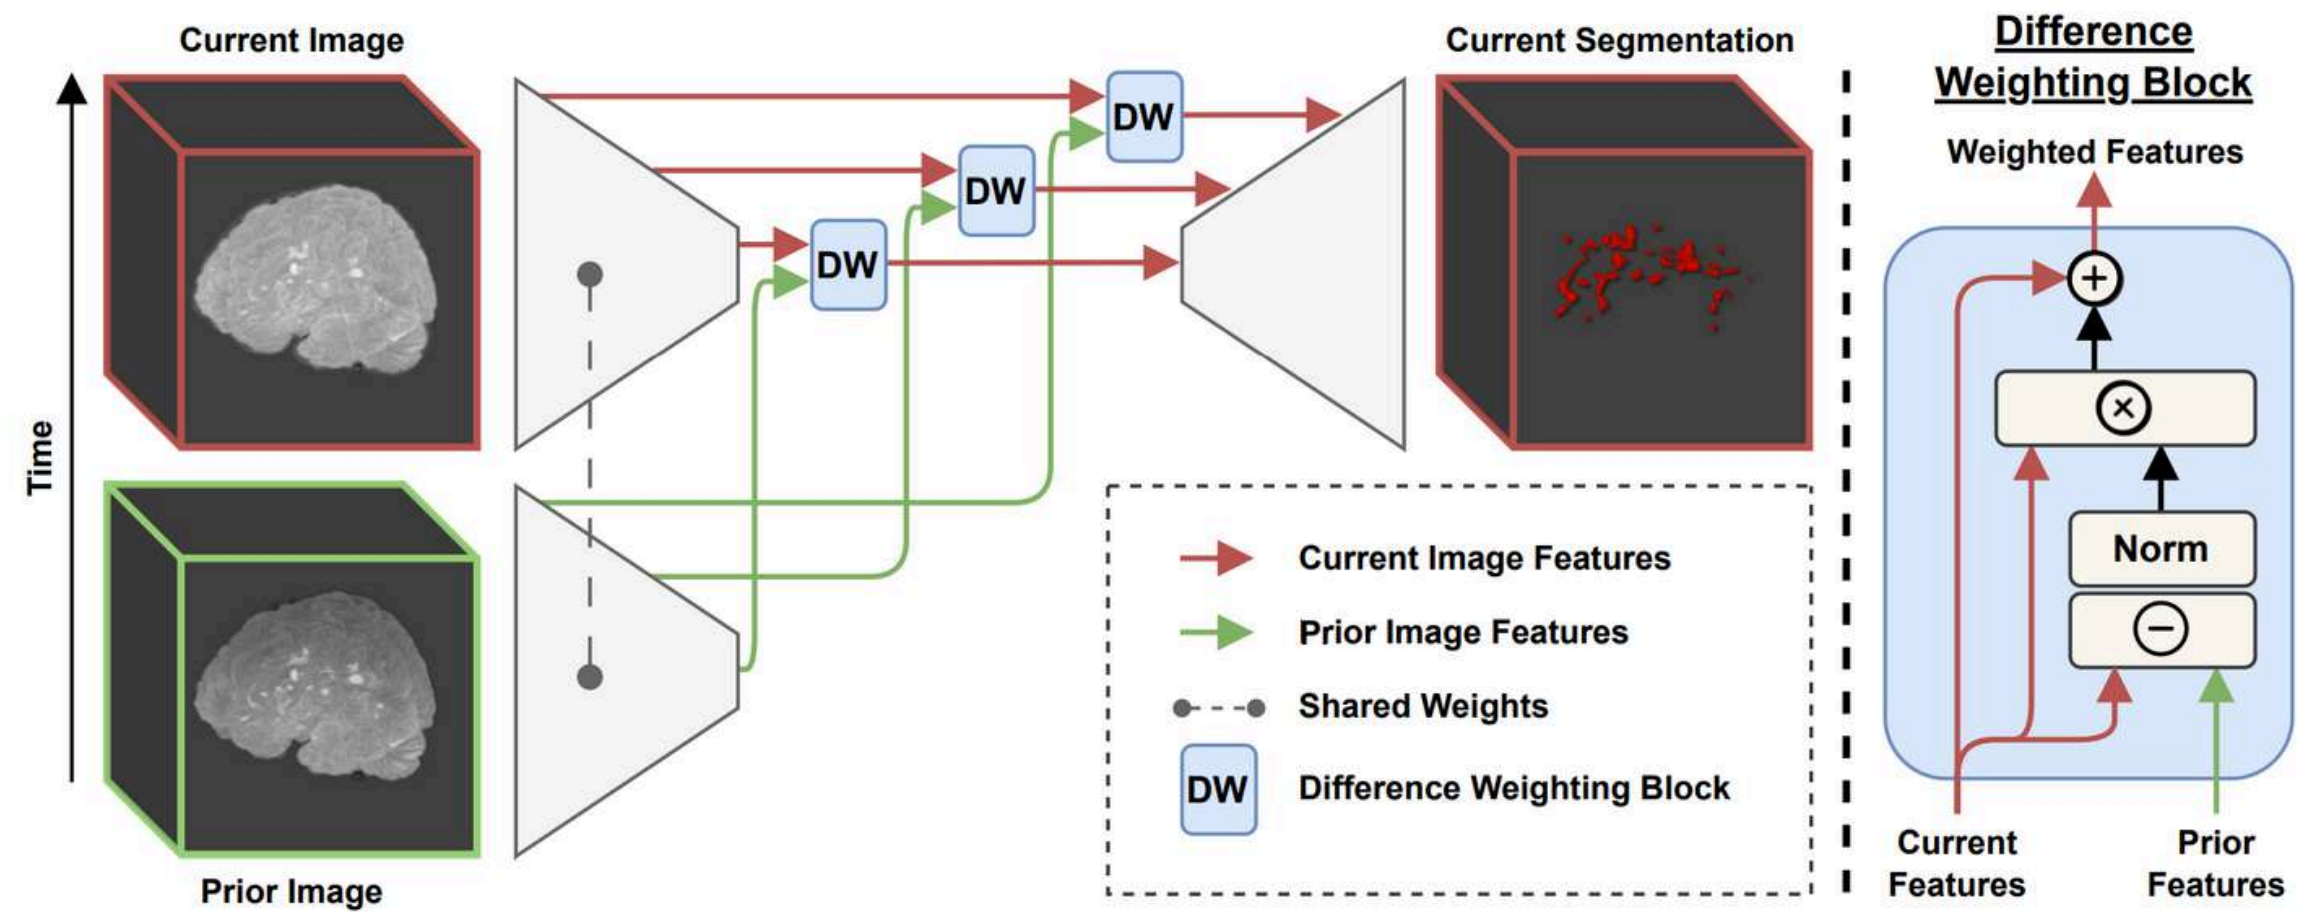 Current Image
Time
Prior Image
DW
DW
DW
Current Segmentation
Current Image Features
Prior Image Features
Shared Weights
DW
Difference Weighting Block
Difference
Weighting Block
Weighted Features
+
×
Norm
−
Current
Features
Prior
Features